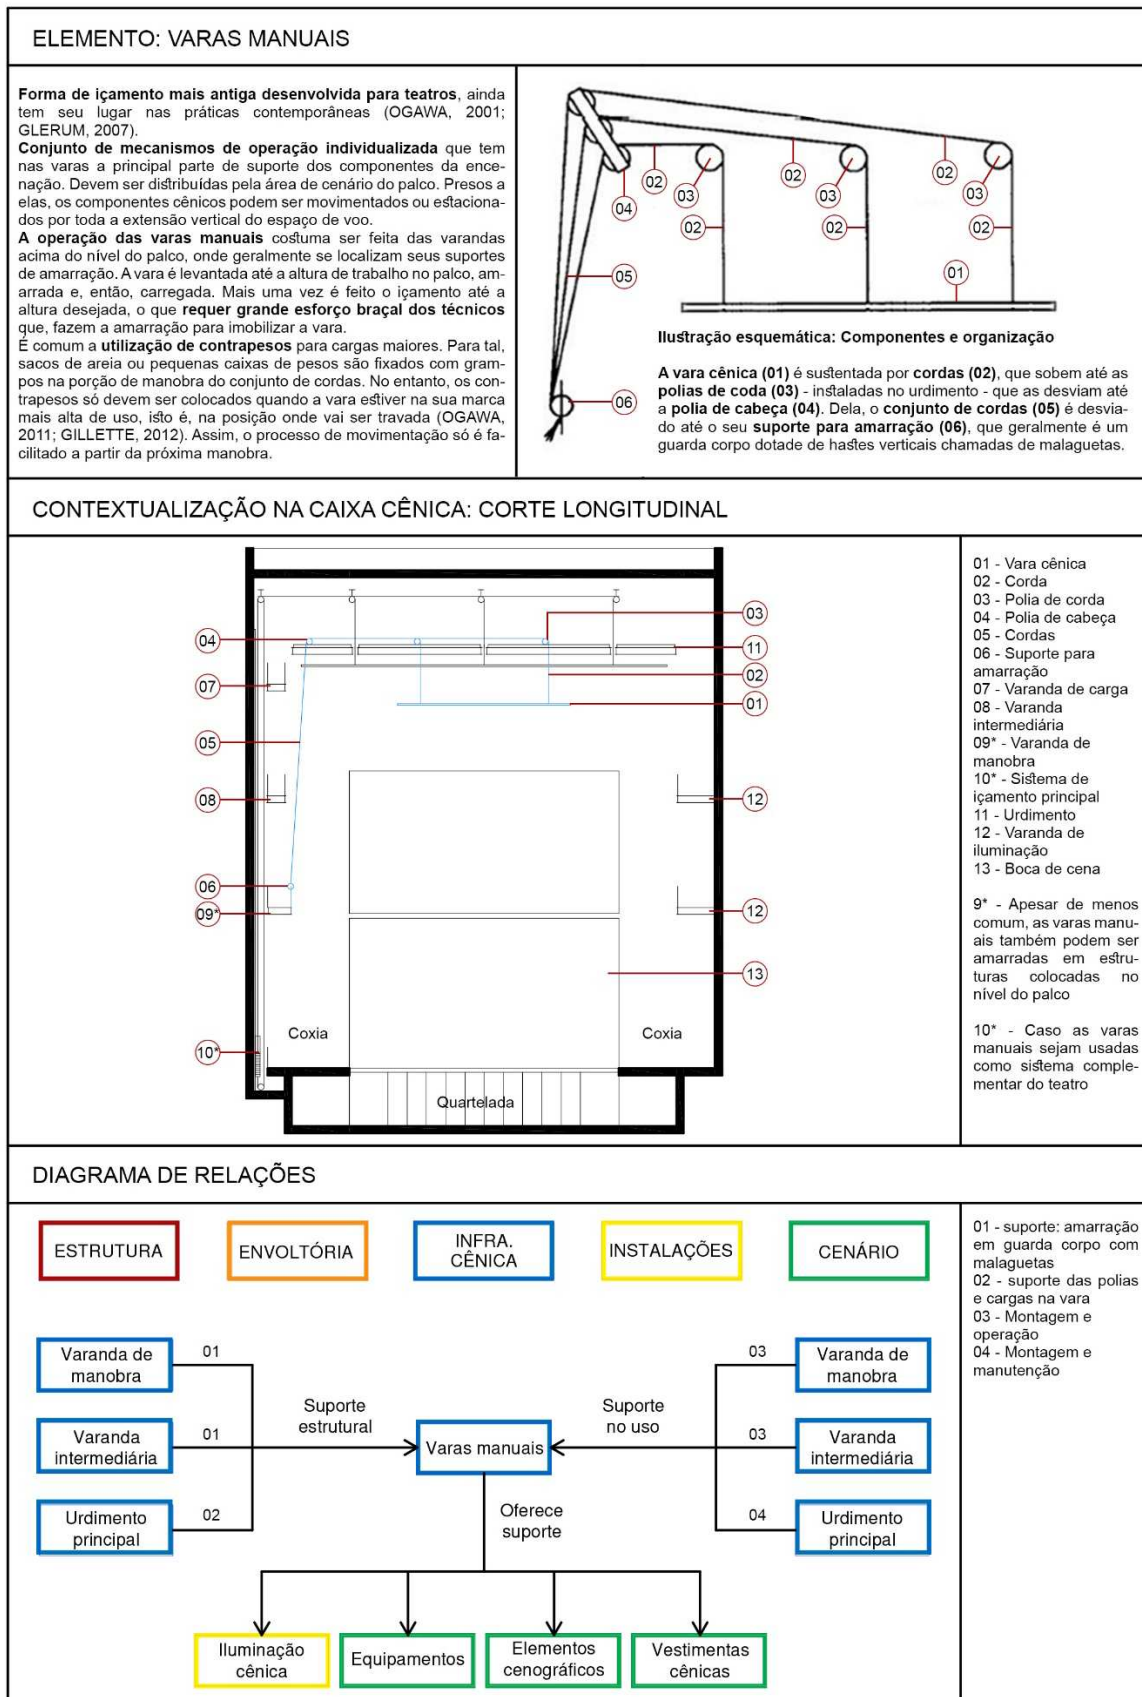 ELEMENTO: VARAS MANUAIS
Forma de içamento mais antiga desenvolvida para teatros, ainda
tem seu lugar nas práticas contemporâneas (OGAWA, 2001;
GLERUM, 2007).
Conjunto de mecanismos de operação individualizada que tem
nas varas a principal parte de suporte dos componentes da ence-
nação. Devem ser distribuídas pela área de cenário do palco. Presos a
elas, os componentes cênicos podem ser movimentados ou estaciona-
dos por toda a extensão vertical do espaço de voo.
A operação das varas manuais costuma ser feita das varandas
acima do nível do palco, onde geralmente se localizam seus suportes
de amarração. A vara é levantada até a altura de trabalho no palco, am-
arrada e, então, carregada. Mais uma vez é feito o içamento até a
altura desejada, o que requer grande esforço braçal dos técnicos
que, fazem a amarração para imobilizar a vara.
É comum a utilização de contrapesos para cargas maiores. Para tal,
sacos de areia ou pequenas caixas de pesos são fixados com gram-
pos na porção de manobra do conjunto de cordas. No entanto, os con-
trapesos só devem ser colocados quando a vara estiver na sua marca
mais alta de uso, isto é, na posição onde vai ser travada (OGAWA,
2011; GILLETTE, 2012). Assim, o processo de movimentação só é fa-
cilitado a partir da próxima manobra.
02
02
02
03
03
03
04
02
02
02
05
01
06
Ilustração esquemática: Componentes e organização
A vara cênica (01) é sustentada por cordas (02), que sobem até as
polias de coda (03) - instaladas no urdimento - que as desviam até
a polia de cabeça (04). Dela, o conjunto de cordas (05) é desvia-
do até o seu suporte para amarração (06), que geralmente é um
guarda corpo dotade de hastes verticais chamadas de malaguetas.
CONTEXTUALIZAÇÃO NA CAIXA CÊNICA: CORTE LONGITUDINAL
04
07
05
08
06
09*
10*
03
11
02
01
12
12
13
Coxia
Coxia
Quartelada
01 - Vara cênica
02 - Corda
03 - Polia de corda
04 - Polia de cabeça
05 - Cordas
06 - Suporte para
amarração
07 - Varanda de carga
08 - Varanda
intermediária
09* - Varanda de
manobra
10* - Sistema de
içamento principal
11 - Urdimento
12 - Varanda de
iluminação
13 - Boca de cena
9* - Apesar de menos
comum, as varas manu-
ais também podem ser
amarradas em estru-
turas colocadas no
nível do palco
10* - Caso as varas
manuais sejam usadas
como sistema comple-
mentar do teatro
DIAGRAMA DE RELAÇÕES
ESTRUTURA
ENVOLTÓRIA
INFRA.
CÊNICA
INSTALAÇÕES
CENÁRIO
Varanda de
manobra
01
Varanda
intermediária
01
Urdimento
principal
02
Suporte
estrutural
Varas manuais
Suporte
no uso
03
Varanda de
manobra
03
Varanda
intermediária
04
Urdimento
principal
Oferece
suporte
Iluminação
cênica
Equipamentos
Elementos
cenográficos
Vestimentas
cênicas
01 - suporte: amarração
em guarda corpo com
malaguetas
02 - suporte das polias
e cargas na vara
03 - Montagem e
operação
04 - Montagem e
manutenção